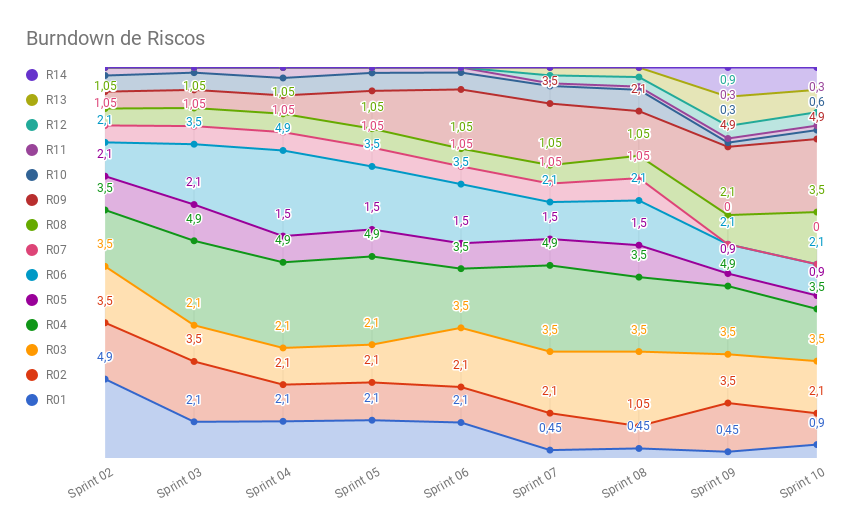 Burndown de Riscos
R14
R13
R12
R11
R10
R09
R08
R07
R06
R05
R04
R03
R02
R01
1,05 1,05 1,05 1,05 1,05 1,05 1,05 2,1 3,5
1,05 1,05 1,05 1,05 1,05 1,05 1,05 0 0
2,1 3,5 4,9 3,5 3,5 2,1 2,1 2,1 2,1
2,1 2,1 1,5 1,5 1,5 1,5 1,5 0,9 0,9
3,5 4,9 4,9 4,9 3,5 4,9 3,5 4,9 3,5
3,5 2,1 2,1 2,1 3,5 3,5 3,5 3,5 3,5
3,5 3,5 2,1 2,1 2,1 2,1 1,05 3,5 2,1
4,9 2,1 2,1 2,1 2,1 0,45 0,45 0,45 0,9
3,5 2,1 4,9 4,9
0,9
0,3 0,3
0,3 0,6
Sprint 02 Sprint 03 Sprint 04 Sprint 05 Sprint 06 Sprint 07 Sprint 08 Sprint 09 Sprint 10